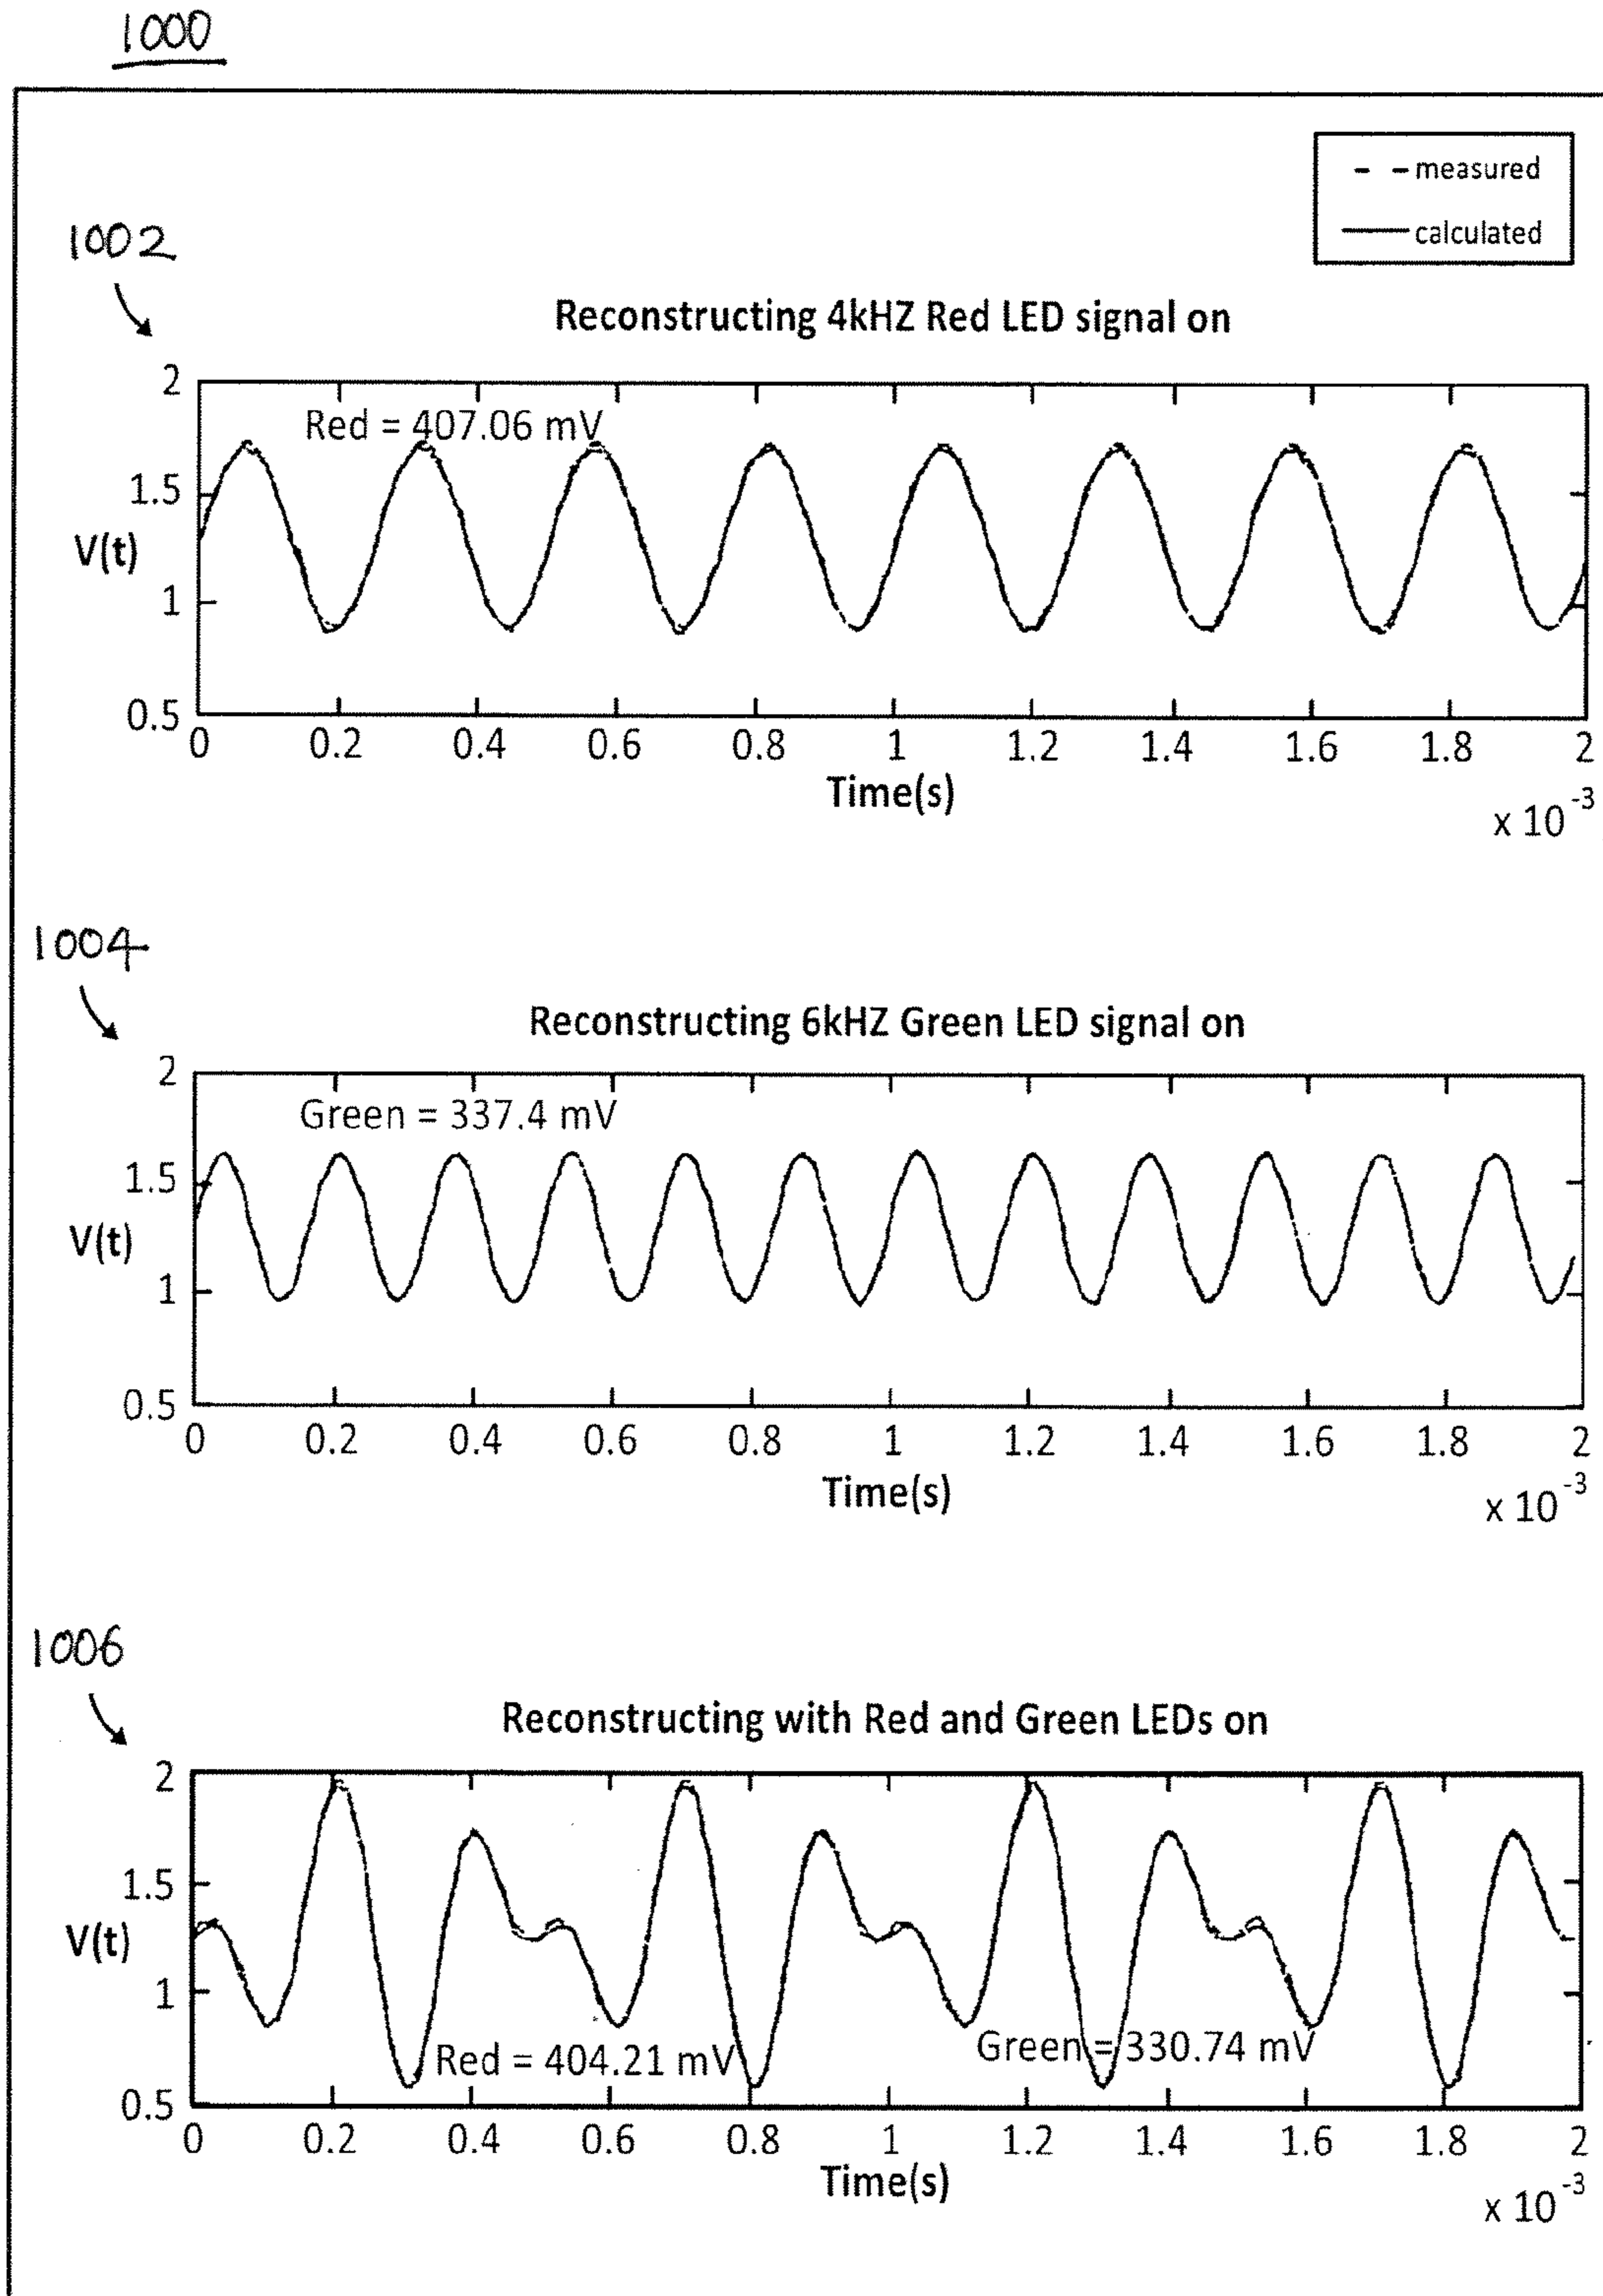 1000
measured
calculated
1002
Reconstructing 4kHZ Red LED signal on
2
Red = 407.06 mV
1.5
V(t)
1
0.5
0 0.2 0.4 0.6 0.8 1 1.2 1.4 1.6 1.8 2
Time(s)
x 10-3
1004
Reconstructing 6kHZ Green LED signal on
2
Green = 337.4 mV
1.5
V(t)
1
0.5
0 0.2 0.4 0.6 0.8 1 1.2 1.4 1.6 1.8 2
Time(s)
x 10-3
1006
Reconstructing with Red and Green LEDs on
2
1.5
V(t)
1
Red = 404.21 mV Green = 330.74 mV
0.5
0 0.2 0.4 0.6 0.8 1 1.2 1.4 1.6 1.8 2
Time(s)
x 10-3